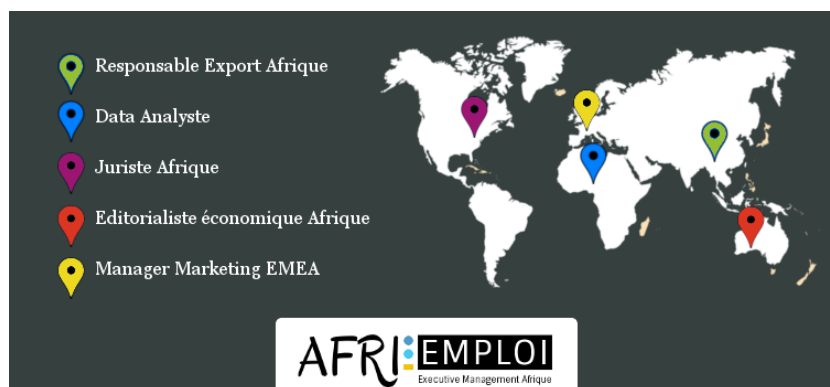 Responsable Export Afrique
Data Analyste
Juriste Afrique
Editorialiste économique Afrique
Manager Marketing EMEA
AFRI EMPLOI
Executive Management Afrique